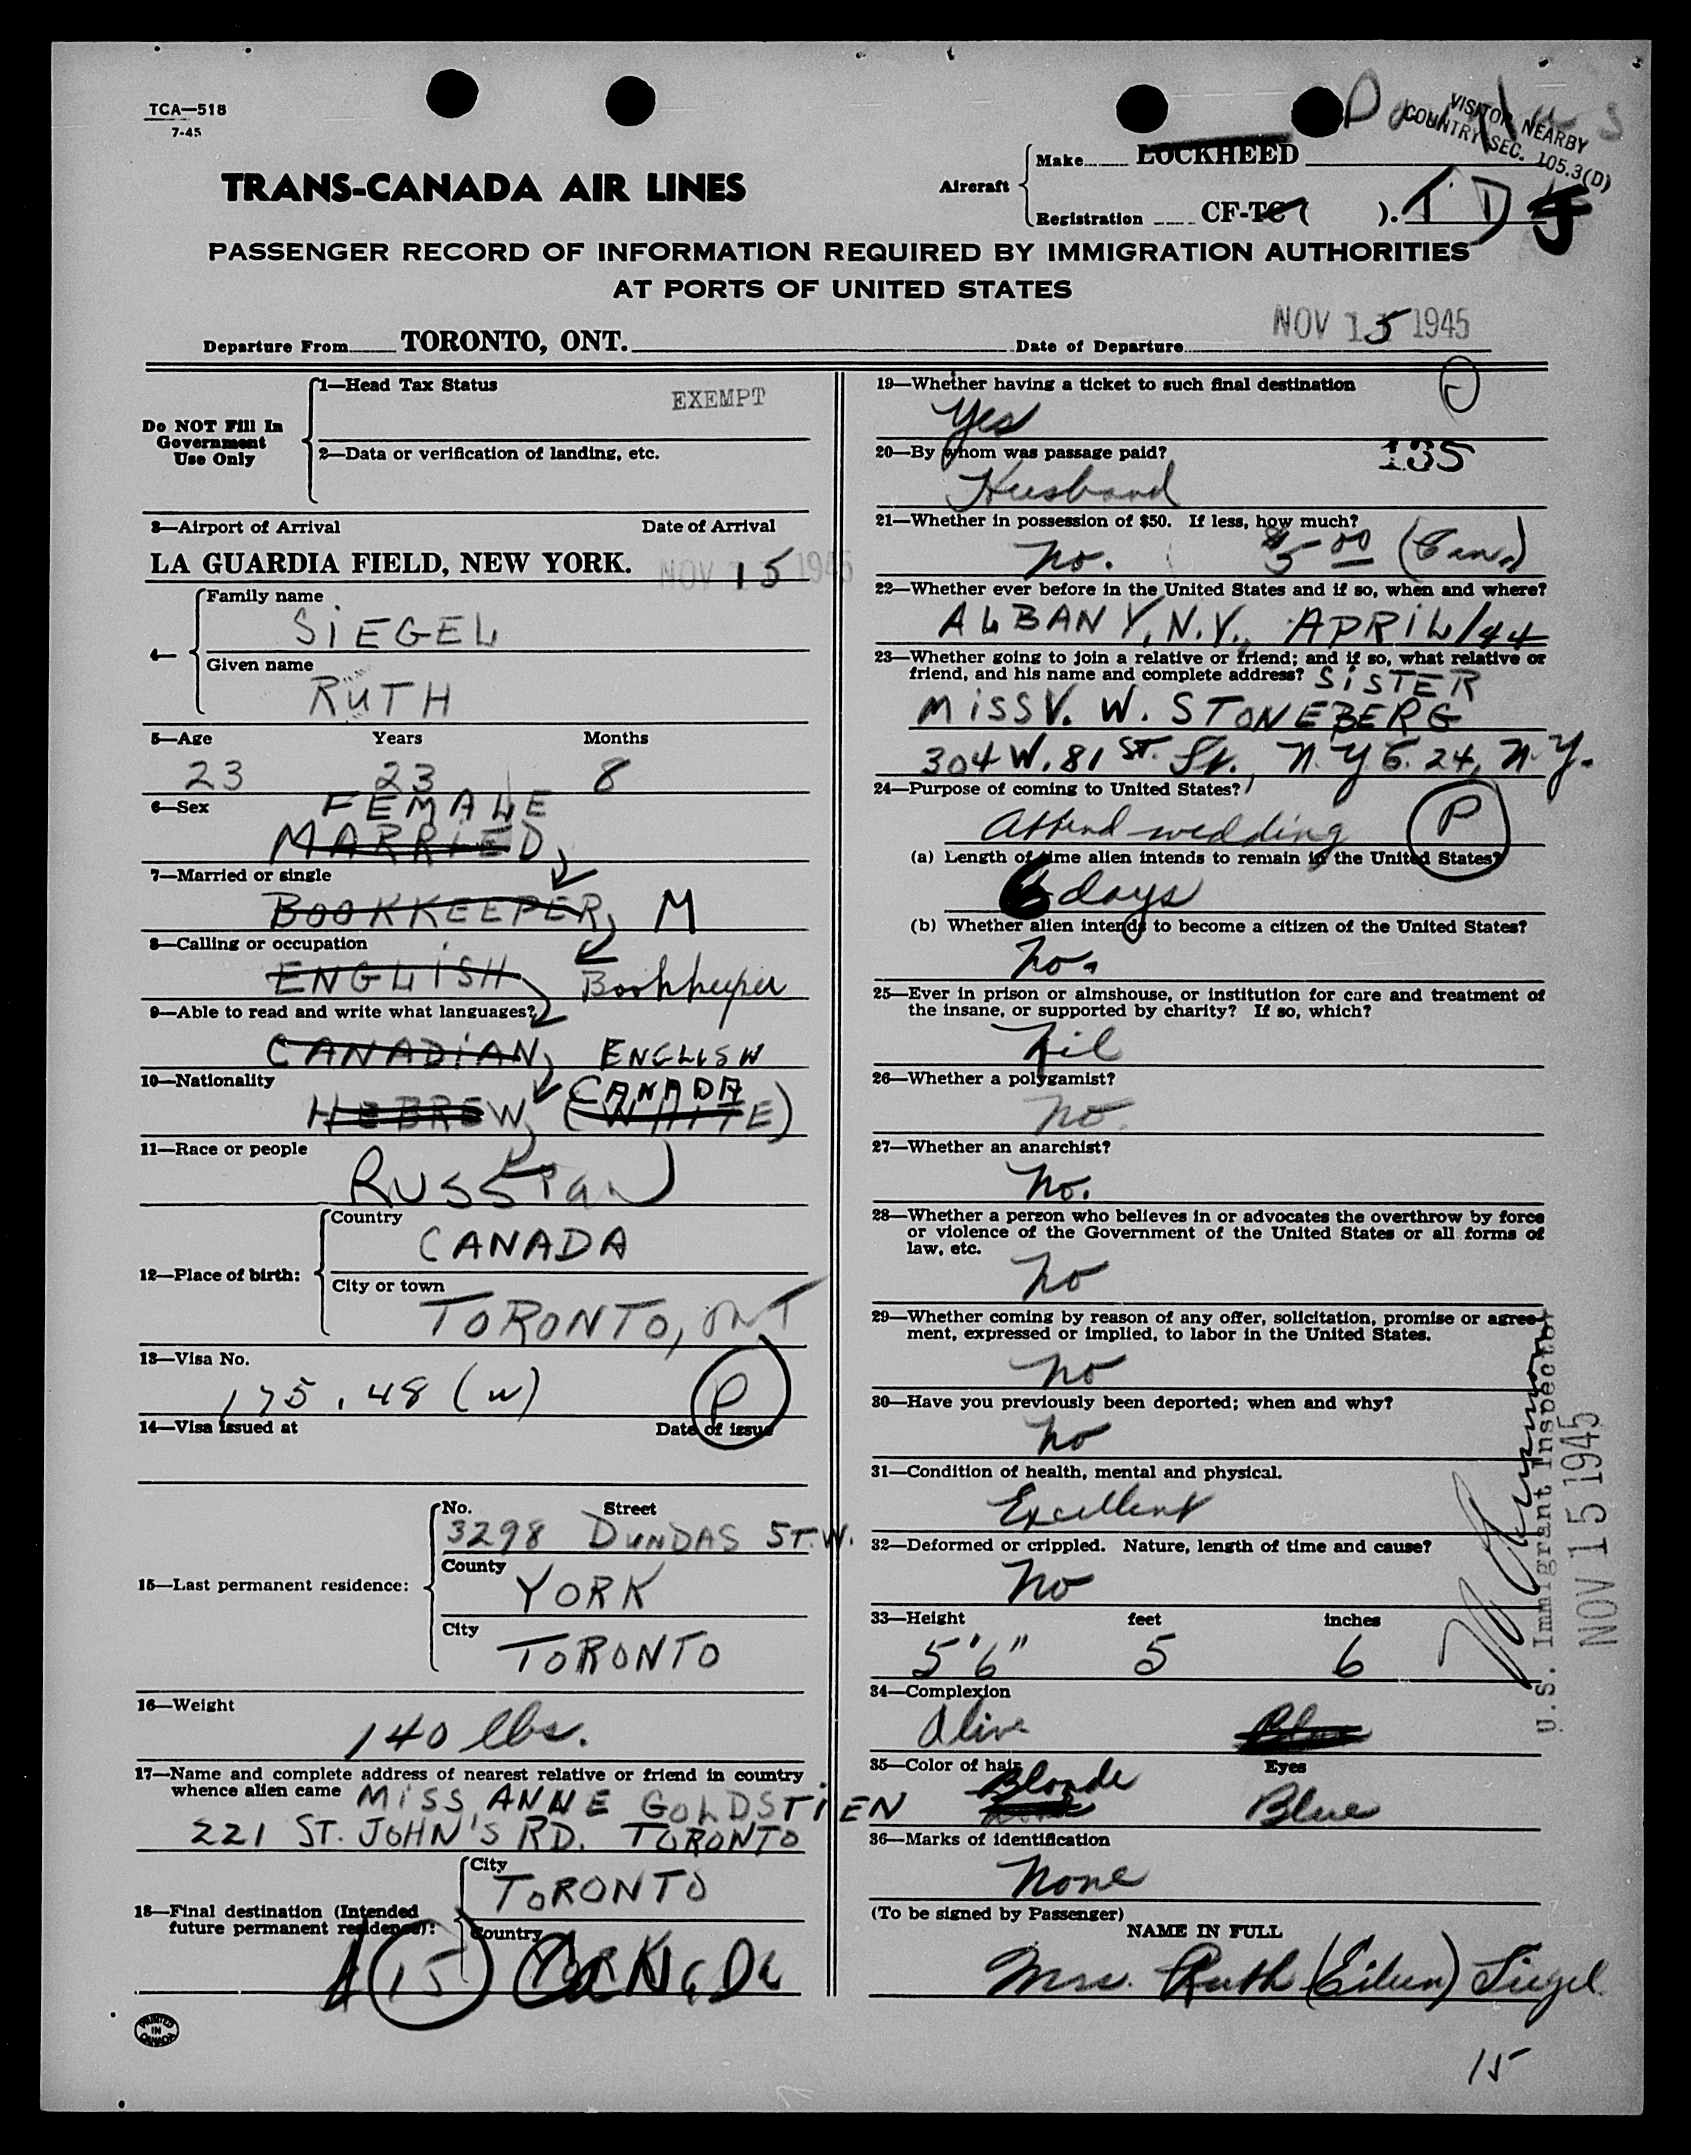 TCA—518
7-45
VISITOR NEARBY
COUNTRY SEC. 105.3(D)
TRANS-CANADA AIR LINES
Aircraft
Make LOCKHEED
Registration CF-TC ( ). T D J
PASSENGER RECORD OF INFORMATION REQUIRED BY IMMIGRATION AUTHORITIES
AT PORTS OF UNITED STATES
Departure From TORONTO, ONT. Date of Departure NOV 15 1945
Do NOT Fill In
Government
Use Only
1—Head Tax Status
EXEMPT
2—Data or verification of landing, etc.
3—Airport of Arrival Date of Arrival
LA GUARDIA FIELD, NEW YORK. NOV 15 1945
4—
Family name
SIEGEL
Given name
RUTH
5—Age Years Months
23 23 8
6—Sex FEMALE
MARRIED
7—Married or single
BOOKKEEPER M
8—Calling or occupation
ENGLISH Bookkeeper
9—Able to read and write what languages?
CANADIAN ENGLISH
10—Nationality CANADA
HEBREW (WHITE)
11—Race or people
RUSSIAN
12—Place of birth:
Country
CANADA
City or town
TORONTO, ONT
13—Visa No.
175.48 (w) P
14—Visa issued at Date of issue
15—Last permanent residence:
No. Street
3298 DUNDAS ST. W.
County
YORK
City
TORONTO
16—Weight
140 lbs.
17—Name and complete address of nearest relative or friend in country
whence alien came MISS ANNE GOLDSTIEN
221 ST. JOHN'S RD. TORONTO
18—Final destination (Intended
future permanent residence):
City
TORONTO
Country
YORK CANADA
15
PRINTED
IN
CANADA
19—Whether having a ticket to such final destination
Yes
20—By whom was passage paid? 135
Husband
21—Whether in possession of $50. If less, how much?
No. $5.00 (Can.)
22—Whether ever before in the United States and if so, when and where?
ALBANY, N.Y., APRIL/44
23—Whether going to join a relative or friend; and if so, what relative or
friend, and his name and complete address? SISTER
MISS V. W. STONEBERG
304 W. 81 ST. St., N.Y.C. 24, N.Y.
24—Purpose of coming to United States?
Attend wedding P
(a) Length of time alien intends to remain in the United States?
6 days
(b) Whether alien intends to become a citizen of the United States?
No.
25—Ever in prison or almshouse, or institution for care and treatment of
the insane, or supported by charity? If so, which?
Nil
26—Whether a polygamist?
No.
27—Whether an anarchist?
No.
28—Whether a person who believes in or advocates the overthrow by force
or violence of the Government of the United States or all forms of
law, etc.
No
29—Whether coming by reason of any offer, solicitation, promise or agree-
ment, expressed or implied, to labor in the United States.
No
30—Have you previously been deported; when and why?
No
31—Condition of health, mental and physical.
Excellent
32—Deformed or crippled. Nature, length of time and cause?
No
33—Height feet inches
5'6" 5 6
34—Complexion
Olive Blue
35—Color of hair Eyes
Blonde Blue
36—Marks of identification
None
(To be signed by Passenger)
NAME IN FULL
Mrs. Ruth (Eileen) Siegel
15
U.S. Immigrant Inspector
NOV 15 1945